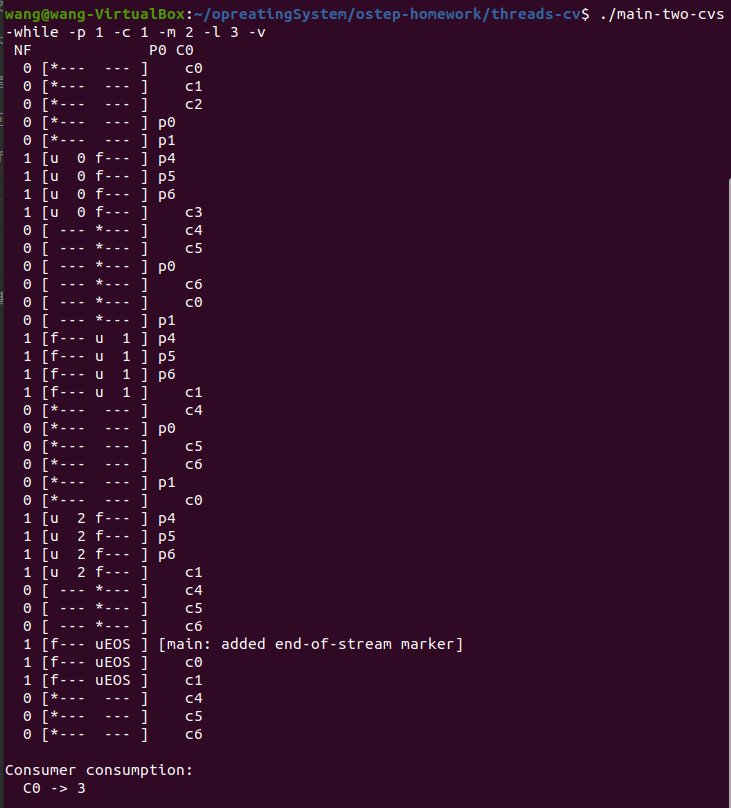 wang@wang-VirtualBox:~/opreatingSystem/ostep-homework/threads-cv$ ./main-two-cvs
-while -p 1 -c 1 -m 2 -l 3 -v
 NF             P0 C0
  0 [*---  --- ]    c0
  0 [*---  --- ]    c1
  0 [*---  --- ]    c2
  0 [*---  --- ] p0
  0 [*---  --- ] p1
  1 [u  0 f--- ] p4
  1 [u  0 f--- ] p5
  1 [u  0 f--- ] p6
  1 [u  0 f--- ]    c3
  0 [ --- *--- ]    c4
  0 [ --- *--- ]    c5
  0 [ --- *--- ] p0
  0 [ --- *--- ]    c6
  0 [ --- *--- ]    c0
  0 [ --- *--- ] p1
  1 [f--- u  1 ] p4
  1 [f--- u  1 ] p5
  1 [f--- u  1 ] p6
  1 [f--- u  1 ]    c1
  0 [*---  --- ]    c4
  0 [*---  --- ] p0
  0 [*---  --- ]    c5
  0 [*---  --- ]    c6
  0 [*---  --- ] p1
  0 [*---  --- ]    c0
  1 [u  2 f--- ] p4
  1 [u  2 f--- ] p5
  1 [u  2 f--- ] p6
  1 [u  2 f--- ]    c1
  0 [ --- *--- ]    c4
  0 [ --- *--- ]    c5
  0 [ --- *--- ]    c6
  1 [f--- uEOS ] [main: added end-of-stream marker]
  1 [f--- uEOS ]    c0
  1 [f--- uEOS ]    c1
  0 [*---  --- ]    c4
  0 [*---  --- ]    c5
  0 [*---  --- ]    c6

Consumer consumption:
  C0 -> 3